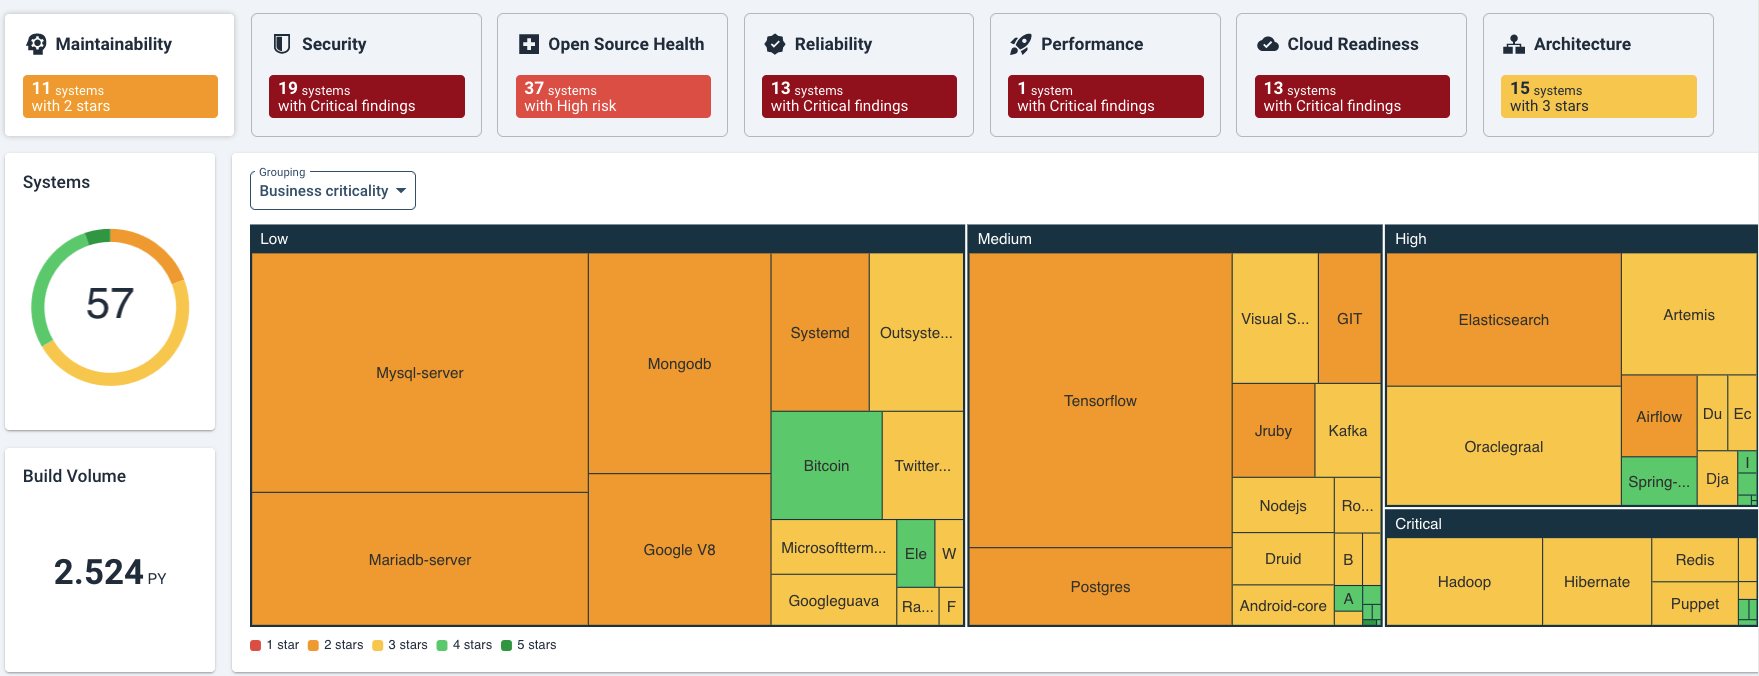 Maintainability
11 systems
with 2 stars
Security
19 systems
with Critical findings
Open Source Health
37 systems
with High risk
Reliability
13 systems
with Critical findings
Performance
1 system
with Critical findings
Cloud Readiness
13 systems
with Critical findings
Architecture
15 systems
with 3 stars
Systems
57
Build Volume
2.524 PY
Grouping
Business criticality
Low
Mysql-server
Mariadb-server
Mongodb
Google V8
Systemd
Outsyste...
Bitcoin
Twitter...
Microsoftterm...
Googleguava
Ele
W
Ra...
F
Medium
Tensorflow
Postgres
Visual S...
GIT
Jruby
Kafka
Nodejs
Ro...
Druid
B
Android-core
A
High
Elasticsearch
Oraclegraal
Artemis
Airflow
Du
Ec
Spring-...
Dja
I
Critical
Hadoop
Hibernate
Redis
Puppet
1 star
2 stars
3 stars
4 stars
5 stars